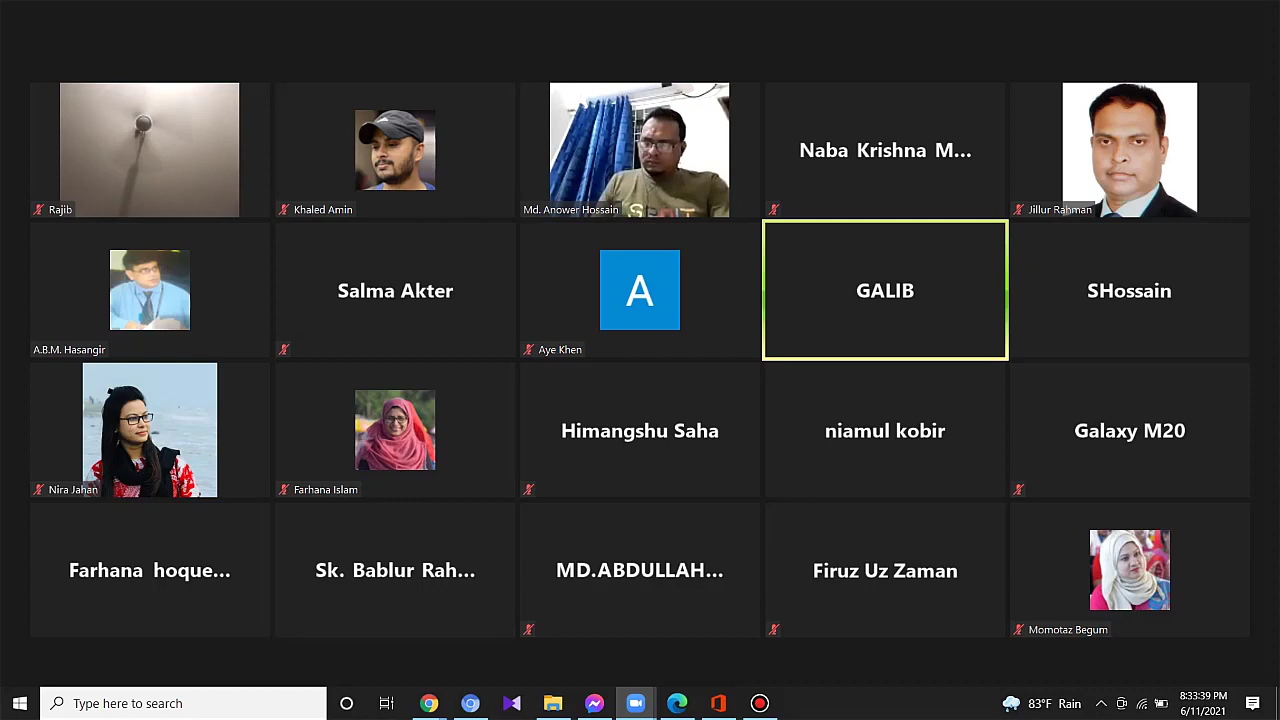 Rajib
Khaled Amin
Md. Anower Hossain
Naba Krishna M...
Jillur Rahman
A.B.M. Hasangir
Salma Akter
A
Aye Khen
GALIB
SHossain
Nira Jahan
Farhana Islam
Himangshu Saha
niamul kobir
Galaxy M20
Farhana hoque...
Sk. Bablur Rah...
MD.ABDULLAH...
Firuz Uz Zaman
Momotaz Begum
Type here to search
83°F Rain
8:33:39 PM
6/11/2021